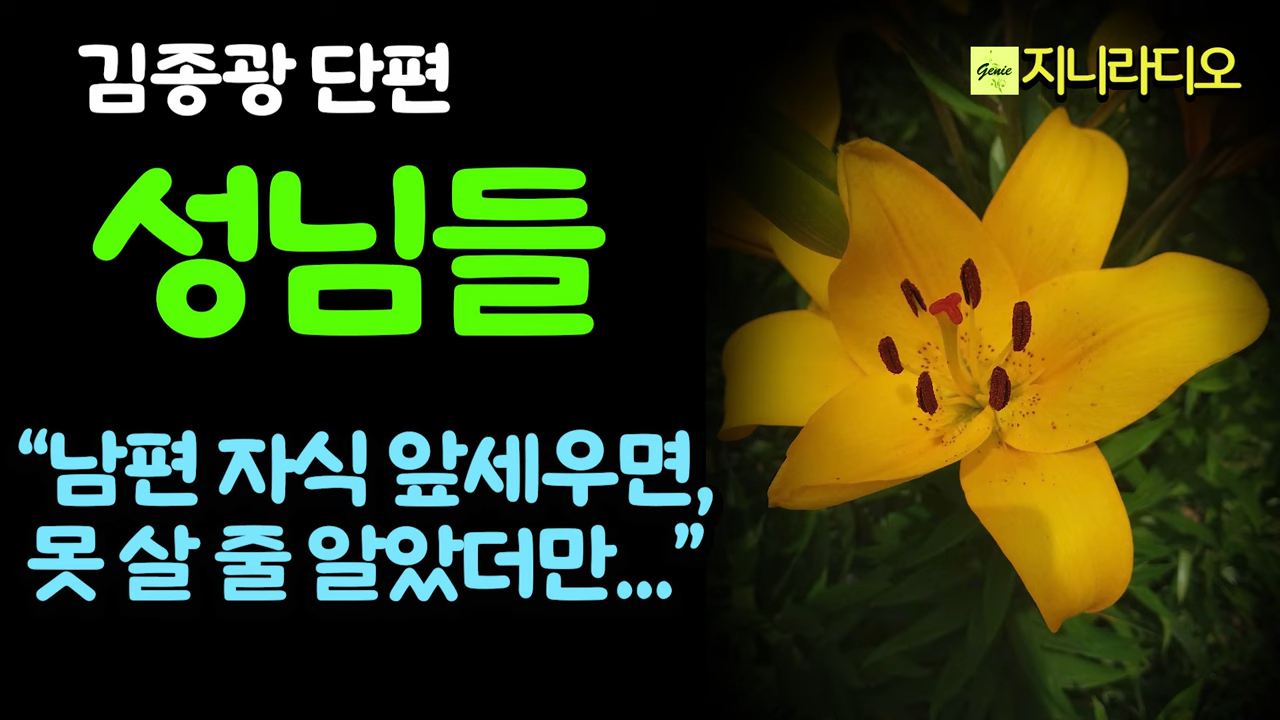 김종광 단편
Genie 지니라디오
성님들
“남편 자식 앞세우면,
못 살 줄 알았더만...”